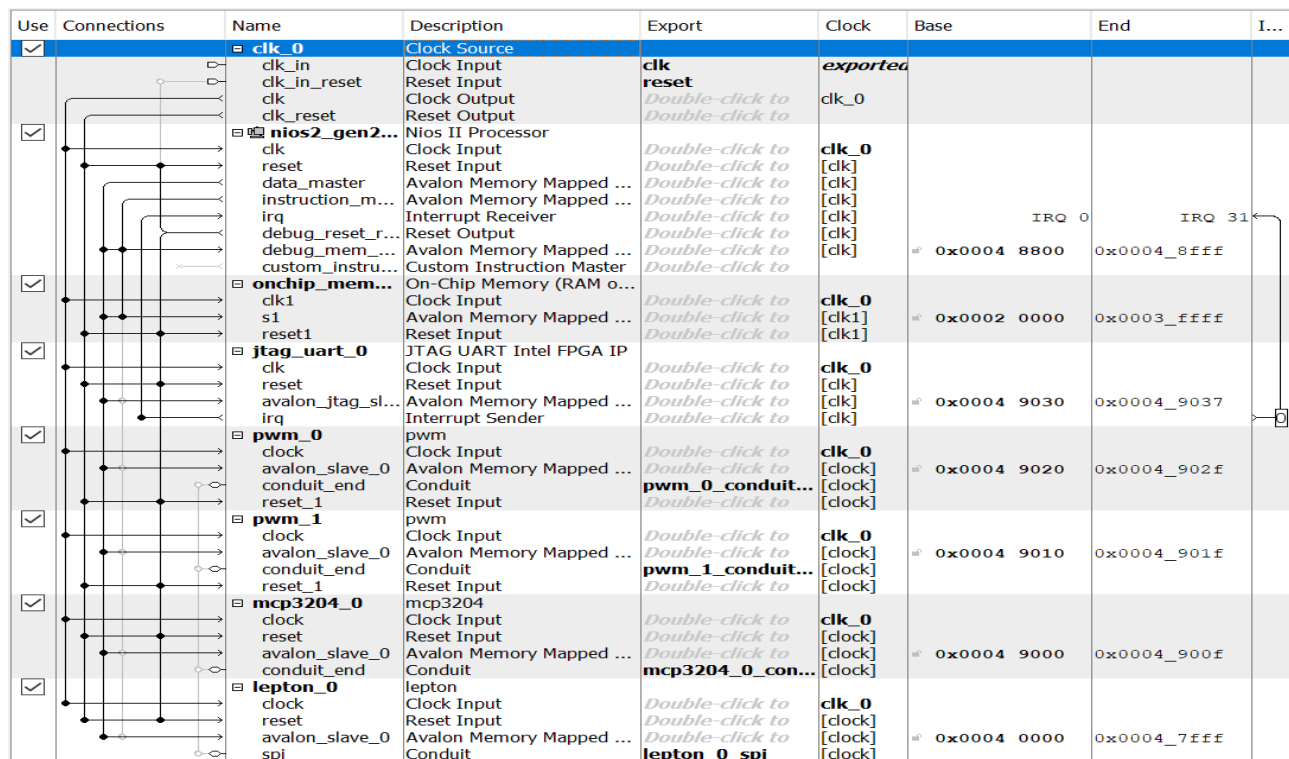 Use Connections Name Description Export Clock Base End I...
clk_0 Clock Source
clk_in Clock Input clk exported
clk_in_reset Reset Input reset
clk Clock Output Double-click to clk_0
clk_reset Reset Output Double-click to
nios2_gen2... Nios II Processor
clk Clock Input Double-click to clk_0
reset Reset Input Double-click to [clk]
data_master Avalon Memory Mapped ... Double-click to [clk]
instruction_m... Avalon Memory Mapped ... Double-click to [clk]
irq Interrupt Receiver Double-click to [clk] IRQ 0 IRQ 31
debug_reset_r... Reset Output Double-click to [clk]
debug_mem_... Avalon Memory Mapped ... Double-click to [clk] 0x0004 8800 0x0004_8fff
custom_instru... Custom Instruction Master Double-click to
onchip_mem... On-Chip Memory (RAM o...
clk1 Clock Input Double-click to clk_0
s1 Avalon Memory Mapped ... Double-click to [clk1] 0x0002 0000 0x0003_ffff
reset1 Reset Input Double-click to [clk1]
jtag_uart_0 JTAG UART Intel FPGA IP
clk Clock Input Double-click to clk_0
reset Reset Input Double-click to [clk]
avalon_jtag_sl... Avalon Memory Mapped ... Double-click to [clk] 0x0004 9030 0x0004_9037
irq Interrupt Sender Double-click to [clk] 0
pwm_0 pwm
clock Clock Input Double-click to clk_0
avalon_slave_0 Avalon Memory Mapped ... Double-click to [clock] 0x0004 9020 0x0004_902f
conduit_end Conduit pwm_0_conduit... [clock]
reset_1 Reset Input Double-click to [clock]
pwm_1 pwm
clock Clock Input Double-click to clk_0
avalon_slave_0 Avalon Memory Mapped ... Double-click to [clock] 0x0004 9010 0x0004_901f
conduit_end Conduit pwm_1_conduit... [clock]
reset_1 Reset Input Double-click to [clock]
mcp3204_0 mcp3204
clock Clock Input Double-click to clk_0
reset Reset Input Double-click to [clock]
avalon_slave_0 Avalon Memory Mapped ... Double-click to [clock] 0x0004 9000 0x0004_900f
conduit_end Conduit mcp3204_0_con... [clock]
lepton_0 lepton
clock Clock Input Double-click to clk_0
reset Reset Input Double-click to [clock]
avalon_slave_0 Avalon Memory Mapped ... Double-click to [clock] 0x0004 0000 0x0004_7fff
spi Conduit lepton_0_spi [clock]